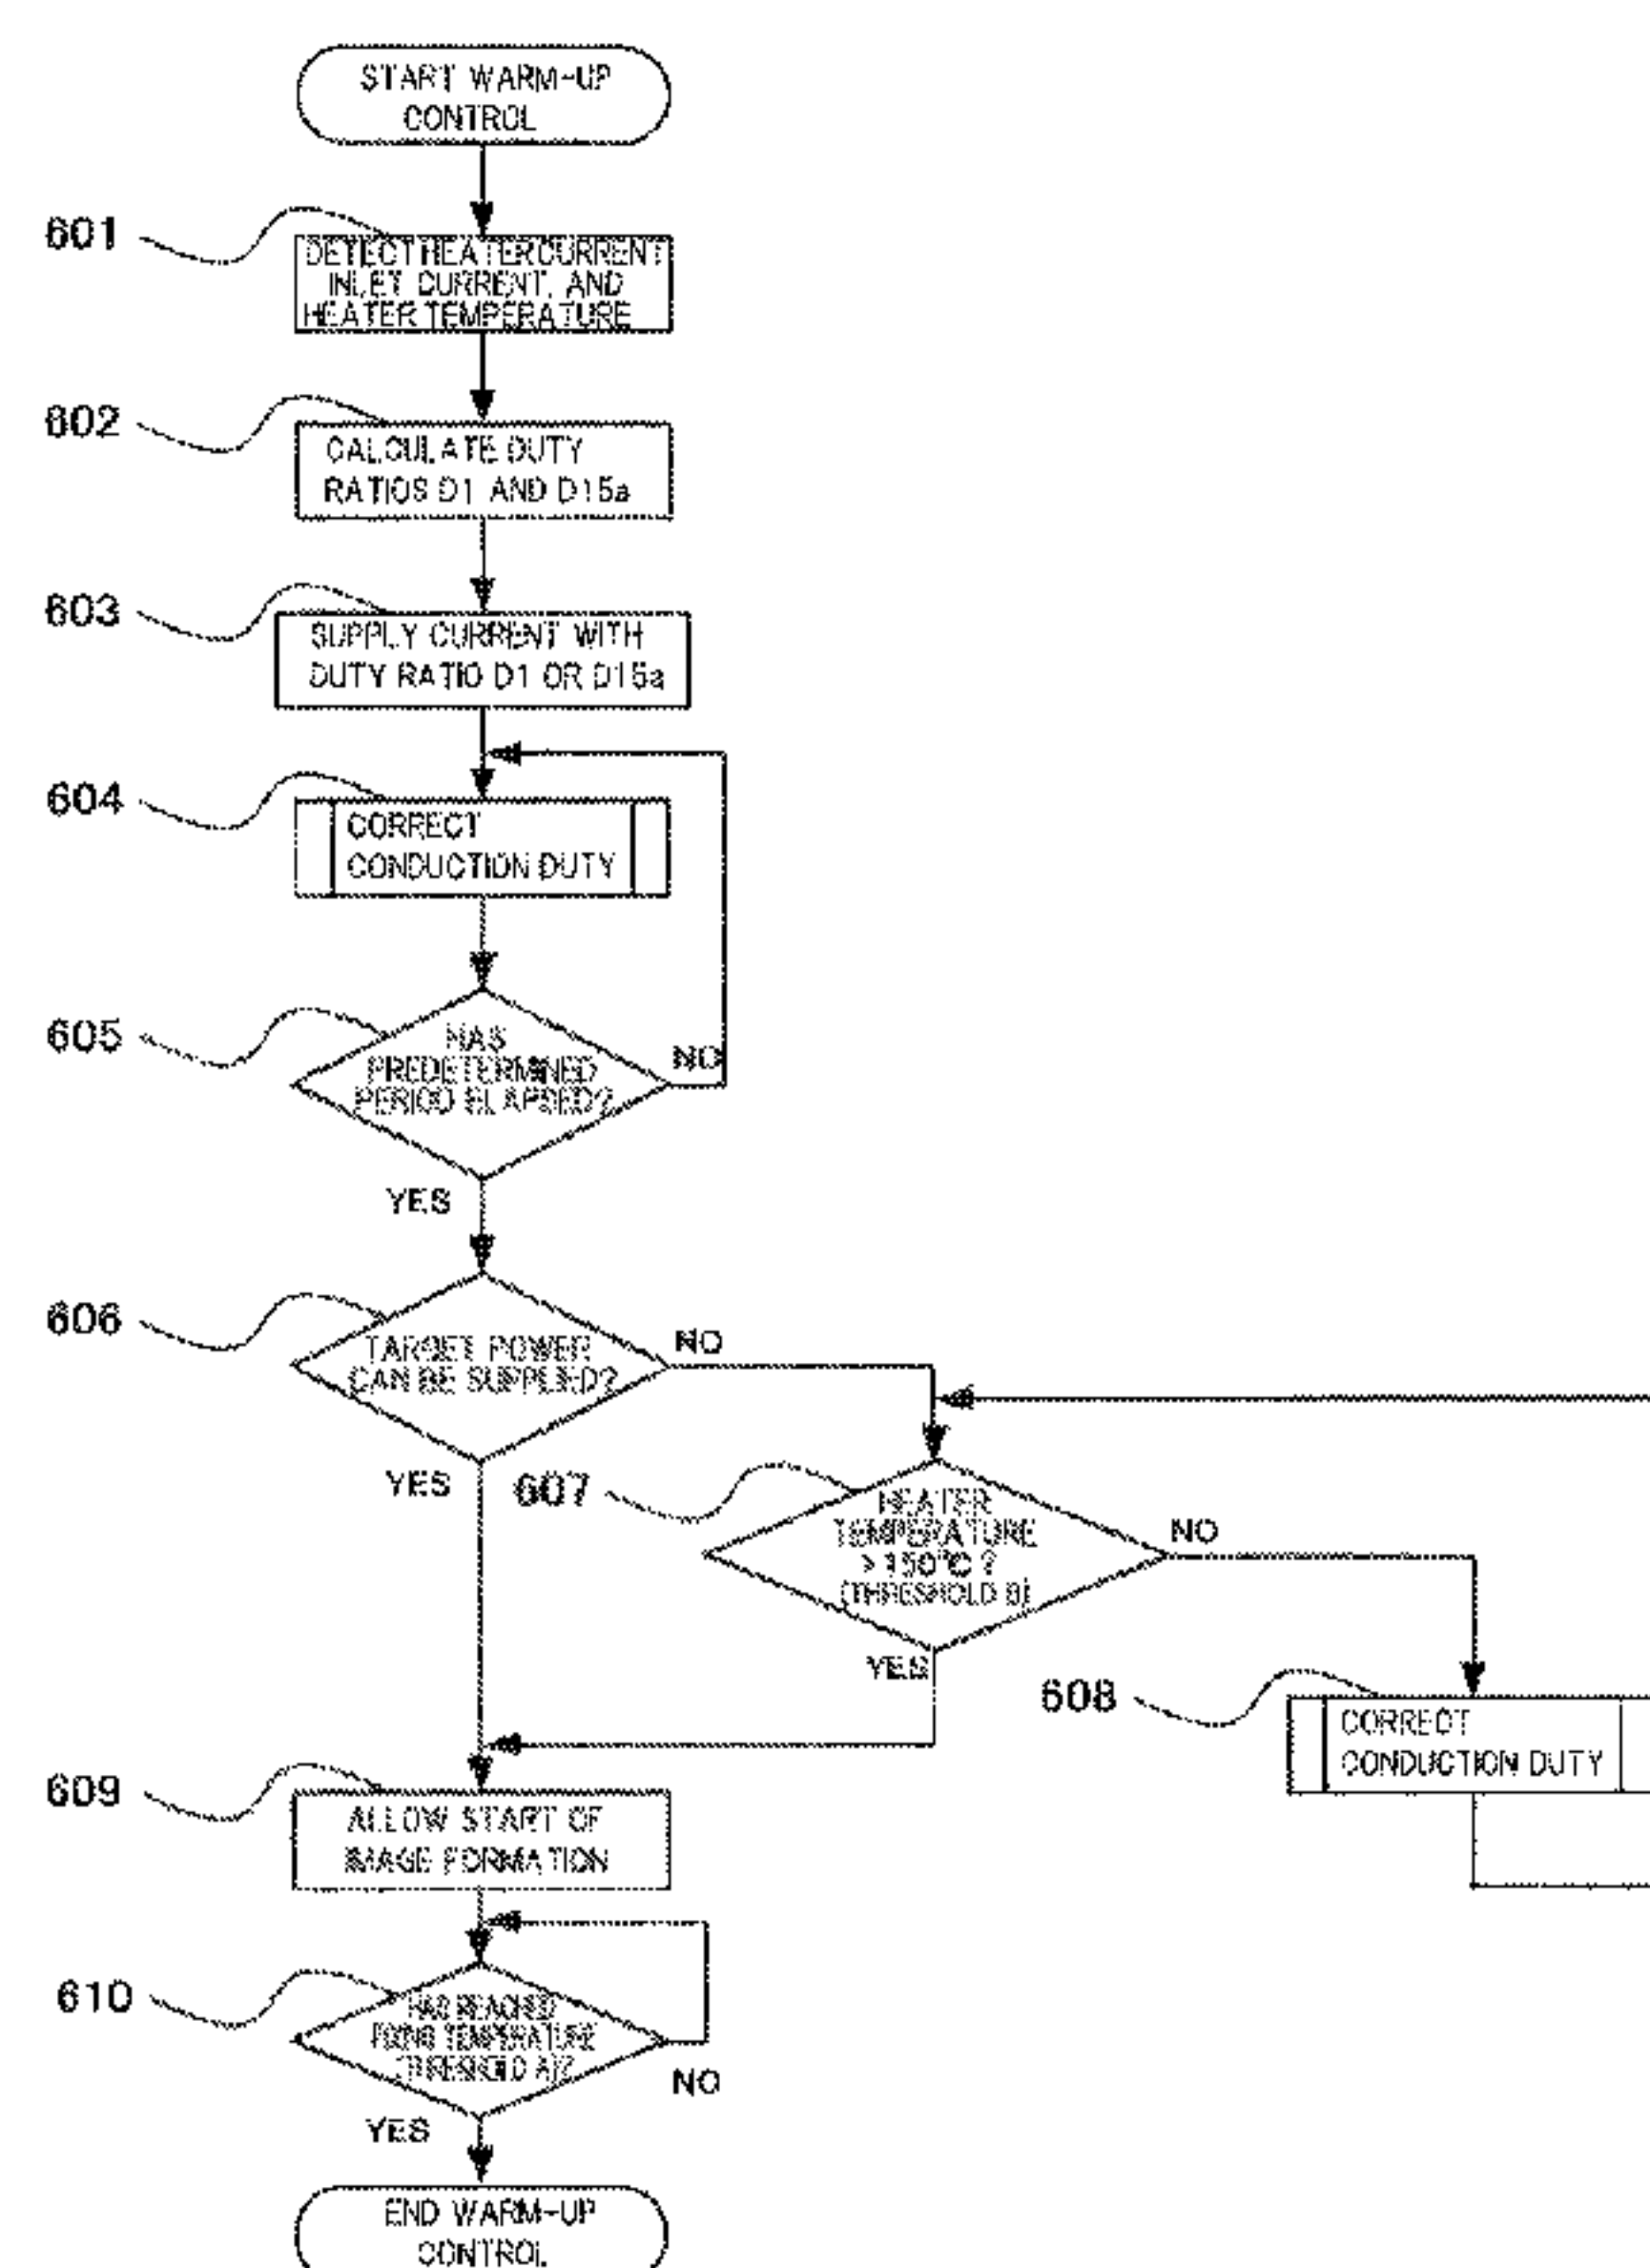 START WARM-UP
CONTROL
601
DETECT HEATER CURRENT
INLET CURRENT, AND
HEATER TEMPERATURE
602
CALCULATE DUTY
RATIOS D1 AND D15a
603
SUPPLY CURRENT WITH
DUTY RATIO D1 OR D15a
604
CORRECT
CONDUCTION DUTY
605
HAS
PREDETERMINED
PERIOD ELAPSED?
NO
YES
606
TARGET POWER
CAN BE SUPPLIED?
NO
YES
607
HEATER
TEMPERATURE
> 150°C ?
(THRESHOLD B)
NO
YES
608
CORRECT
CONDUCTION DUTY
609
ALLOW START OF
IMAGE FORMATION
610
HAS REACHED
FIXING TEMPERATURE
(THRESHOLD A)?
NO
YES
END WARM-UP
CONTROL